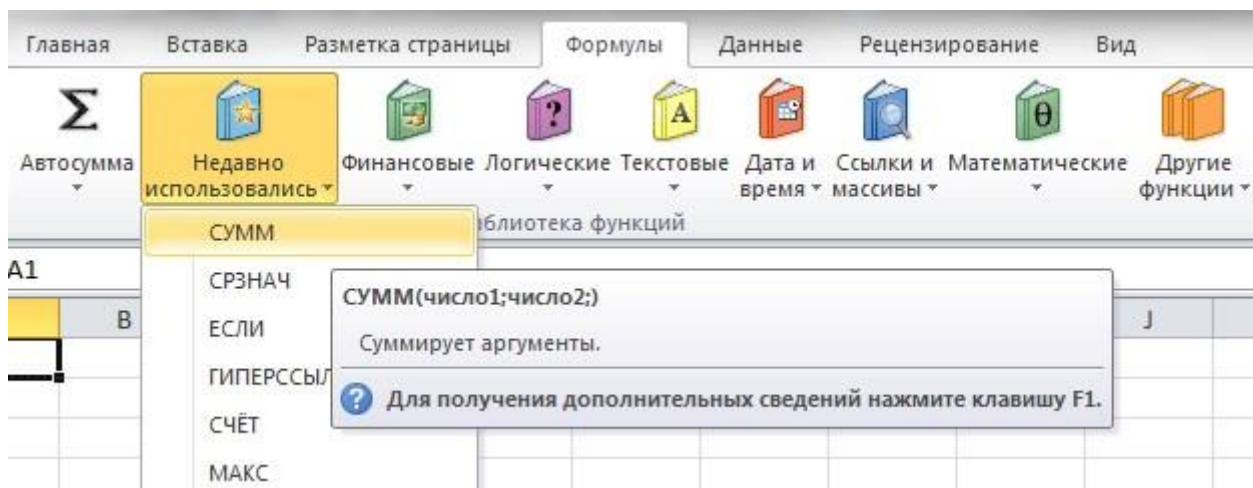 Главная Вставка Разметка страницы Формулы Данные Рецензирование Вид
Σ ? A θ
Автосумма Недавно использовались Финансовые Логические Текстовые Дата и время Ссылки и массивы Математические Другие функции
СУММ
A1
СРЗНАЧ
СУММ(число1;число2;)
B J
ЕСЛИ
Суммирует аргументы.
? Для получения дополнительных сведений нажмите клавишу F1.
СЧЁТ
МАКС
функций